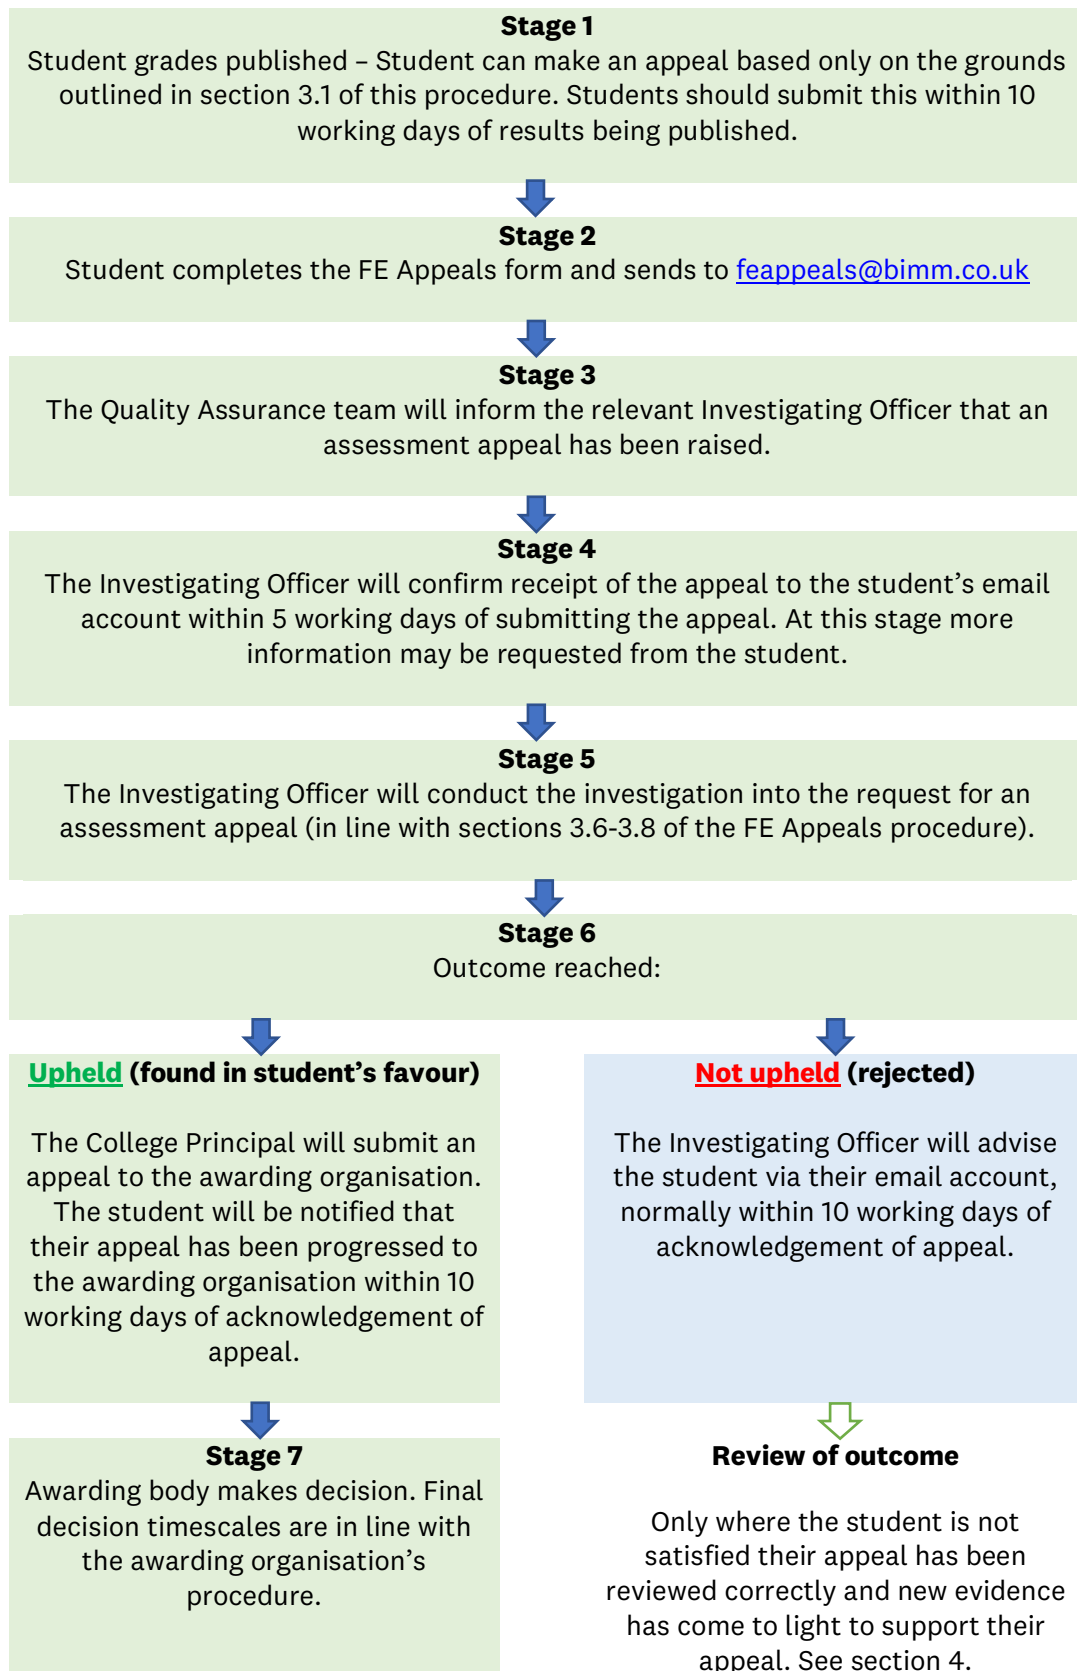 Stage 1
Student grades published – Student can make an appeal based only on the grounds
outlined in section 3.1 of this procedure. Students should submit this within 10
working days of results being published.
Stage 2
Student completes the FE Appeals form and sends to feappeals@bimm.co.uk
Stage 3
The Quality Assurance team will inform the relevant Investigating Officer that an
assessment appeal has been raised.
Stage 4
The Investigating Officer will confirm receipt of the appeal to the student’s email
account within 5 working days of submitting the appeal. At this stage more
information may be requested from the student.
Stage 5
The Investigating Officer will conduct the investigation into the request for an
assessment appeal (in line with sections 3.6-3.8 of the FE Appeals procedure).
Stage 6
Outcome reached:
Upheld (found in student’s favour)
The College Principal will submit an
appeal to the awarding organisation.
The student will be notified that
their appeal has been progressed to
the awarding organisation within 10
working days of acknowledgement of
appeal.
Not upheld (rejected)
The Investigating Officer will advise
the student via their email account,
normally within 10 working days of
acknowledgement of appeal.
Stage 7
Awarding body makes decision. Final
decision timescales are in line with
the awarding organisation’s
procedure.
Review of outcome
Only where the student is not
satisfied their appeal has been
reviewed correctly and new evidence
has come to light to support their
appeal. See section 4.